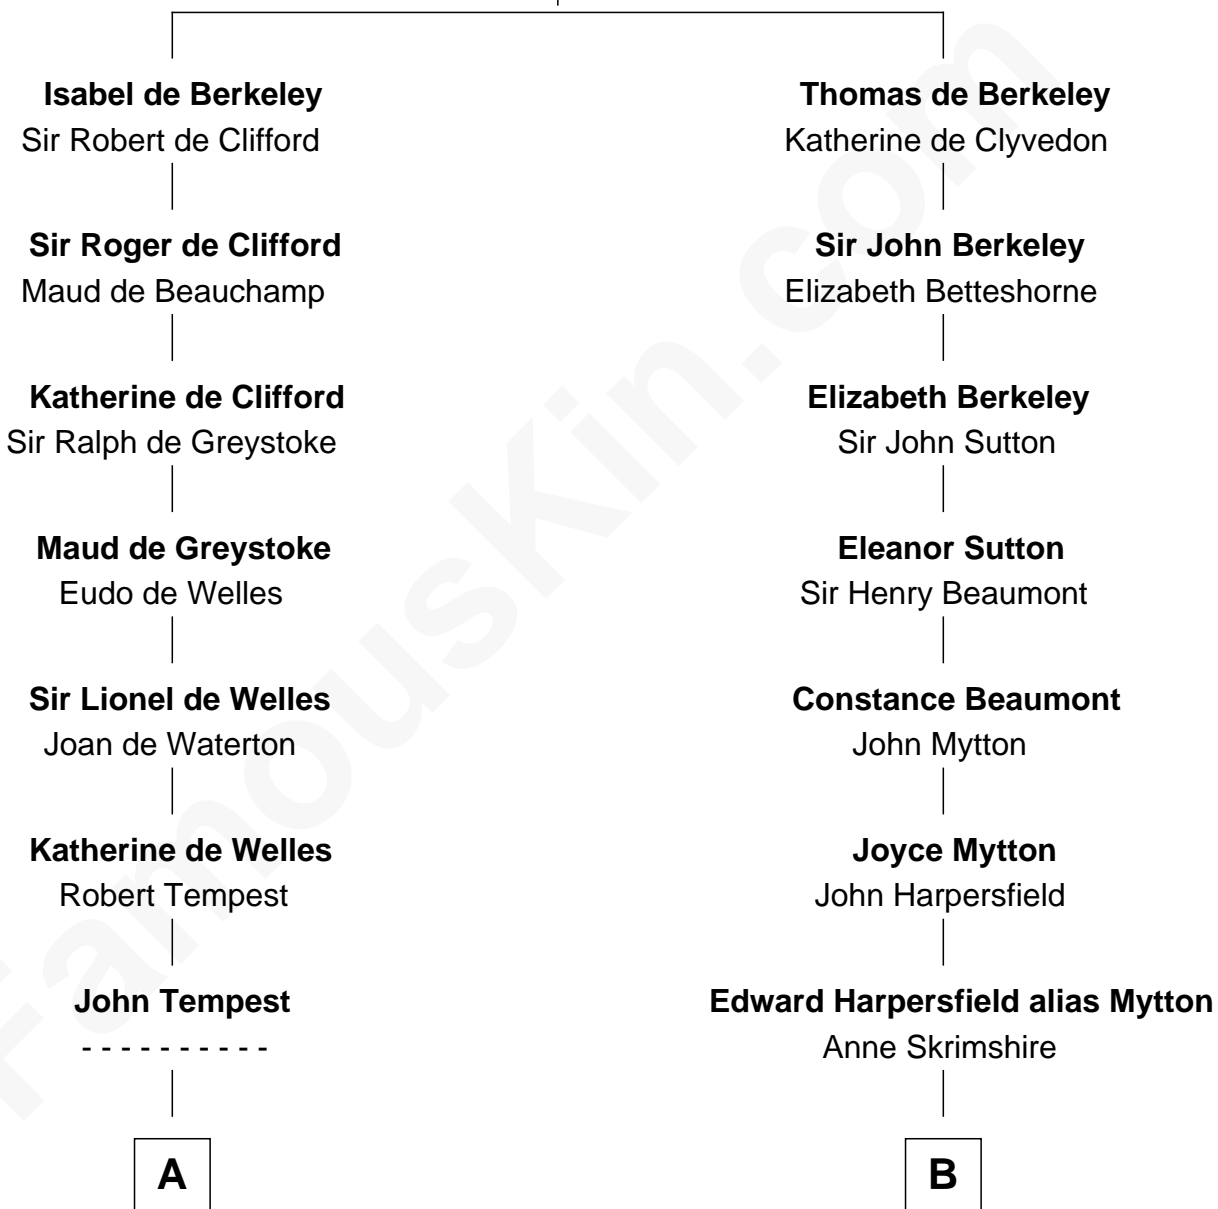 Isabel de Berkeley
Sir Robert de Clifford
Sir Roger de Clifford
Maud de Beauchamp
Katherine de Clifford
Sir Ralph de Greystoke
Maud de Greystoke
Eudo de Welles
Sir Lionel de Welles
Joan de Waterton
Katherine de Welles
Robert Tempest
John Tempest
- - - - - - - - - -
A
Thomas de Berkeley
Katherine de Clyvedon
Sir John Berkeley
Elizabeth Betteshorne
Elizabeth Berkeley
Sir John Sutton
Eleanor Sutton
Sir Henry Beaumont
Constance Beaumont
John Mytton
Joyce Mytton
John Harpersfield
Edward Harpersfield alias Mytton
Anne Skrimshire
B
FamousKin.com